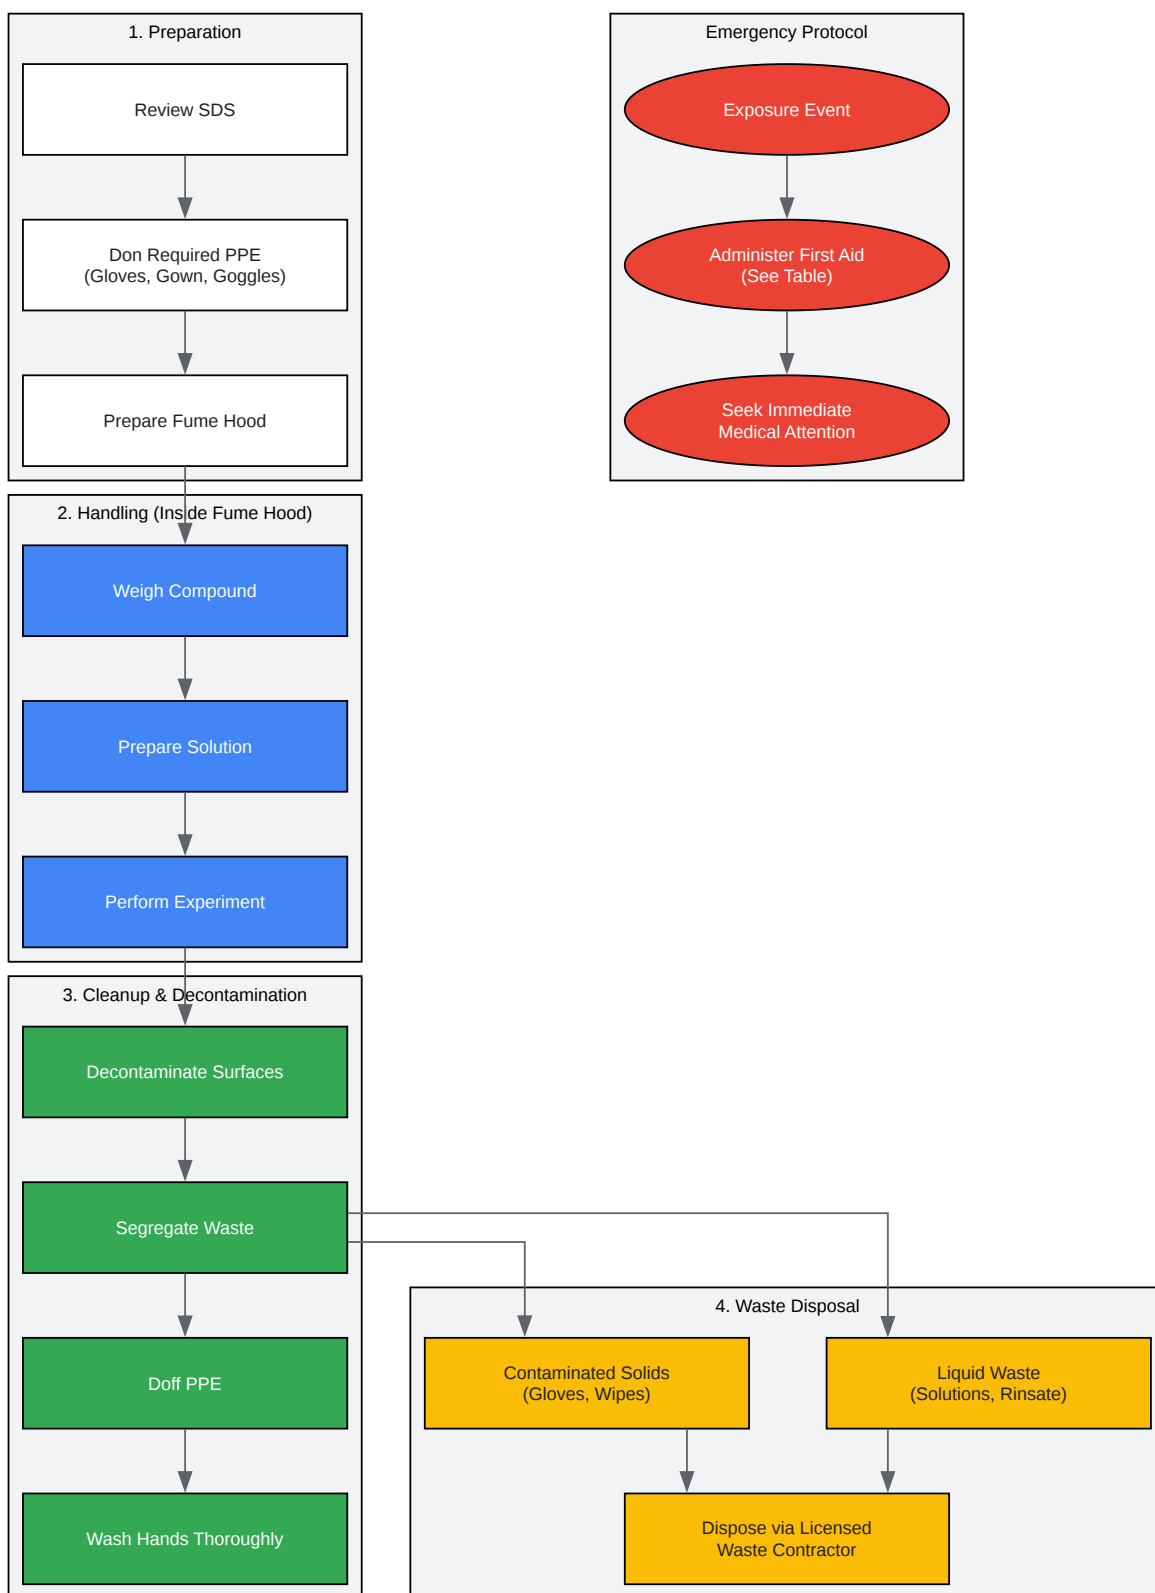 1. Preparation
Review SDS
Don Required PPE
(Gloves, Gown, Goggles)
Prepare Fume Hood
Emergency Protocol
Exposure Event
Administer First Aid
(See Table)
Seek Immediate
Medical Attention
2. Handling (Inside Fume Hood)
Weigh Compound
Prepare Solution
Perform Experiment
3. Cleanup & Decontamination
Decontaminate Surfaces
Segregate Waste
Doff PPE
Wash Hands Thoroughly
4. Waste Disposal
Contaminated Solids
(Gloves, Wipes)
Liquid Waste
(Solutions, Rinsate)
Dispose via Licensed
Waste Contractor